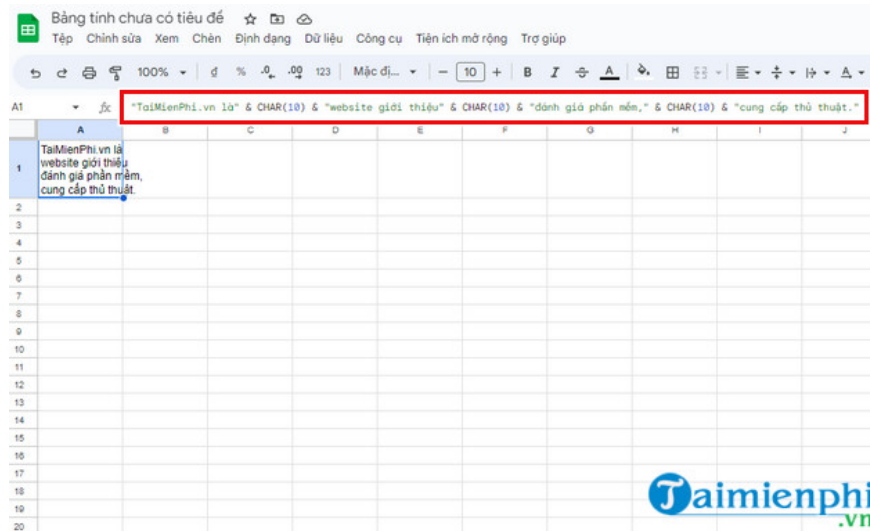 Bảng tính chưa có tiêu đề
Tệp Chỉnh sửa Xem Chèn Định dạng Dữ liệu Công cụ Tiện ích mở rộng Trợ giúp
100% đ % .0 .00 123 Mặc đị... − 10 + B I A A
A1 fx "TaiMienPhi.vn là" & CHAR(10) & "website giới thiệu" & CHAR(10) & "đánh giá phần mềm," & CHAR(10) & "cung cấp thủ thuật."
A B C D E F G H I J
1
TaiMienPhi.vn là
website giới thiệu
đánh giá phần mềm,
cung cấp thủ thuật.
2
3
4
5
6
7
8
9
10
11
12
13
14
15
16
17
18
19
20
Taimienphi
.vn